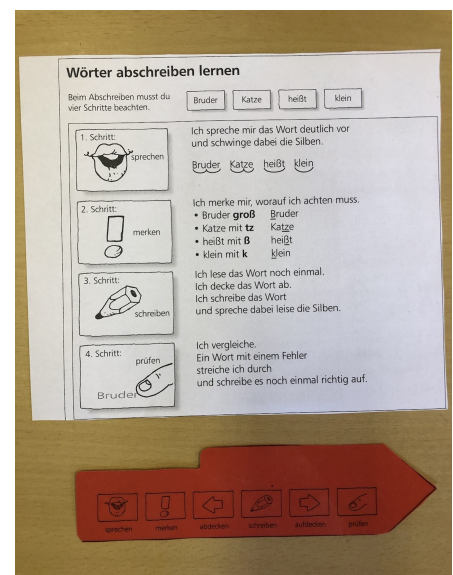 Wörter abschreiben lernen
Beim Abschreiben musst du
vier Schritte beachten.
Bruder Katze heißt klein
1. Schritt:
sprechen
Ich spreche mir das Wort deutlich vor
und schwinge dabei die Silben.
Bruder Katze heißt klein
2. Schritt:
merken
Ich merke mir, worauf ich achten muss.
• Bruder groß Bruder
• Katze mit tz Katze
• heißt mit ß heißt
• klein mit k klein
3. Schritt:
schreiben
Ich lese das Wort noch einmal.
Ich decke das Wort ab.
Ich schreibe das Wort
und spreche dabei leise die Silben.
4. Schritt:
prüfen
Bruder
Ich vergleiche.
Ein Wort mit einem Fehler
streiche ich durch
und schreibe es noch einmal richtig auf.
sprechen merken abdecken schreiben aufdecken prüfen